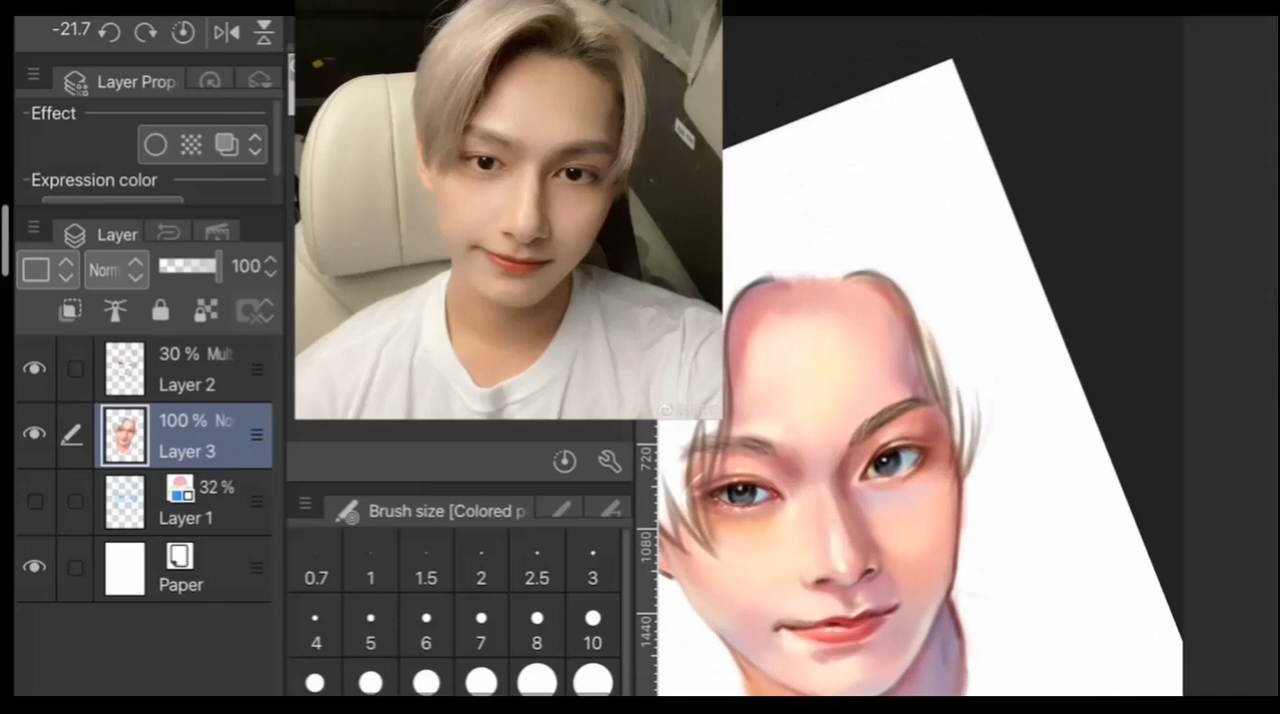 -21.7
Layer Prop
Effect
Expression color
Layer
Norm
100
30 % Mult
Layer 2
100 % No
Layer 3
32 %
Layer 1
Paper
Brush size [Colored p
0.7 1 1.5 2 2.5 3
4 5 6 7 8 10
720
1080
1440